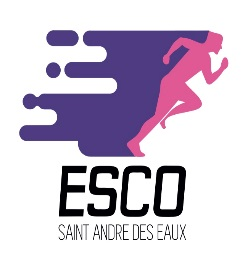 ESCO
SAINT ANDRE DES EAUX